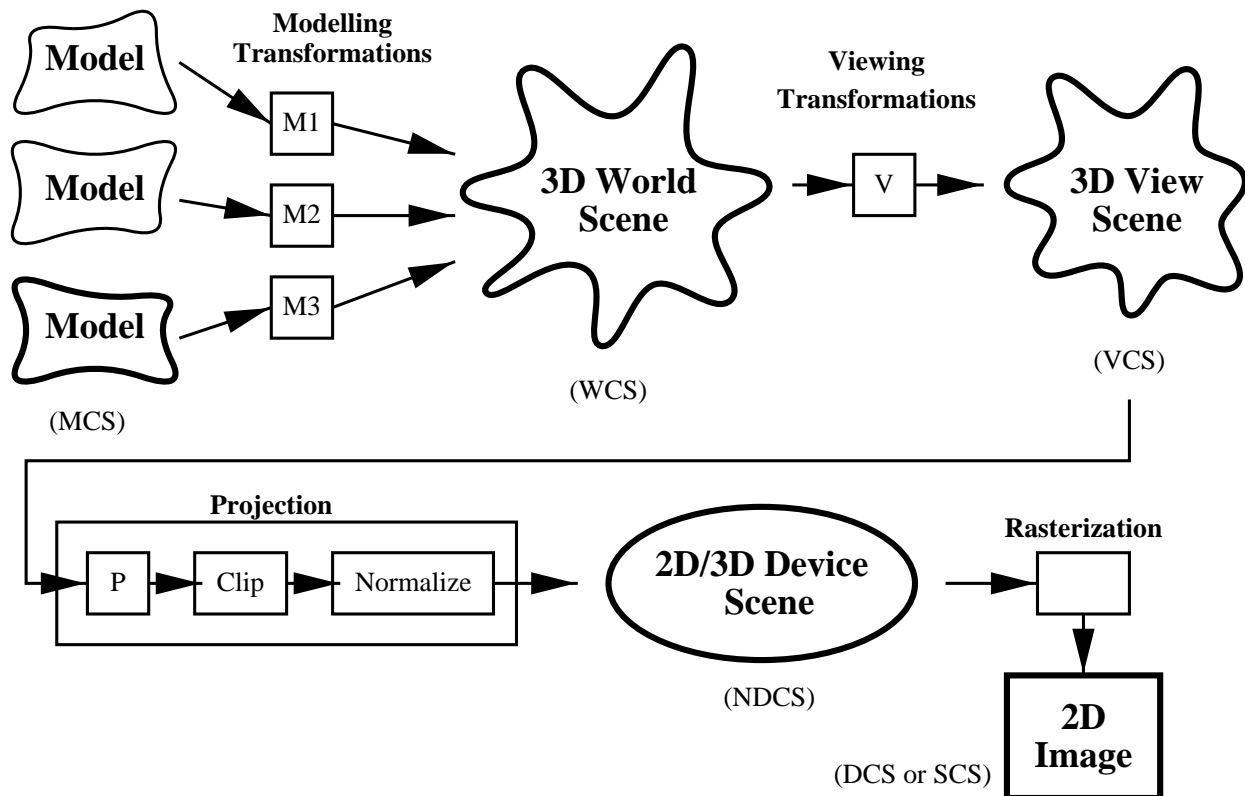 Model
Modelling
Transformations
M1
Model
M2
Model
M3
(MCS)
3D World
Scene
(WCS)
Viewing
Transformations
V
3D View
Scene
(VCS)
Projection
P
Clip
Normalize
2D/3D Device
Scene
(NDCS)
Rasterization
2D
Image
(DCS or SCS)